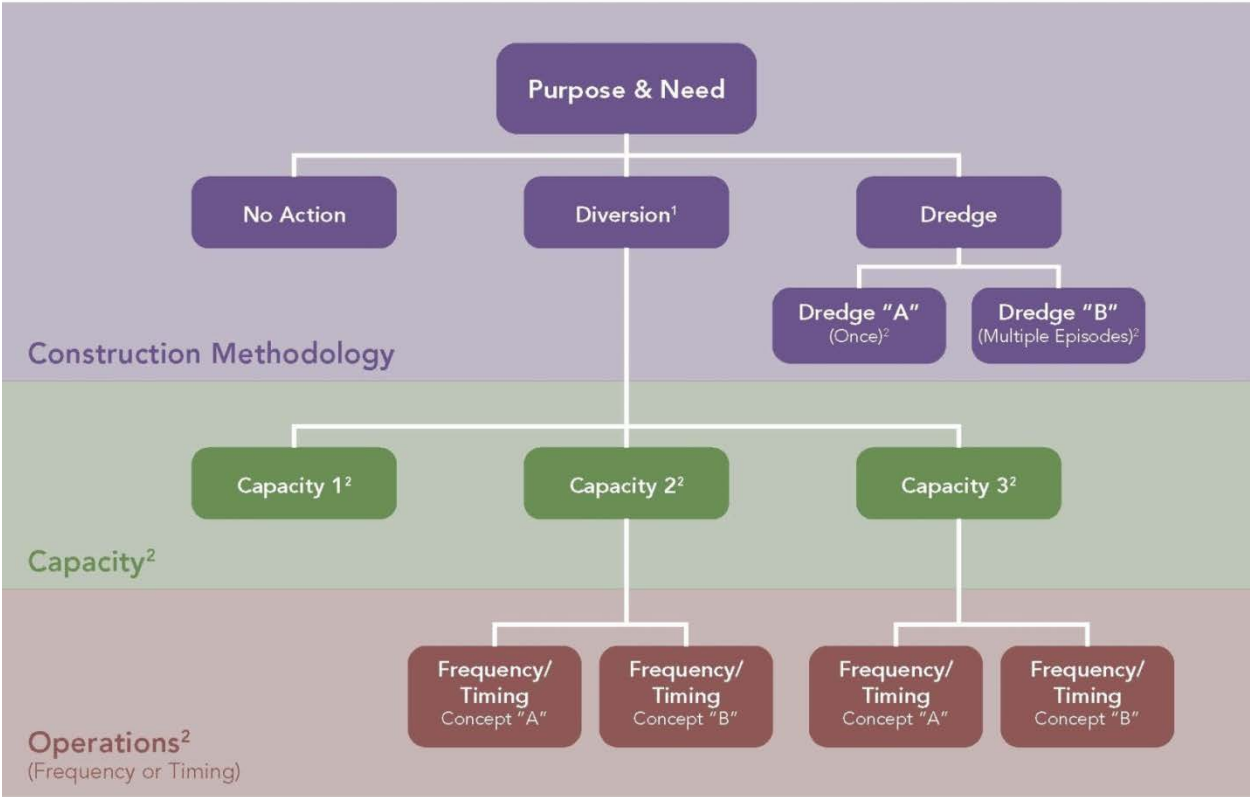 Purpose & Need
No Action
Diversion¹
Dredge
Dredge "A"
(Once)²
Dredge "B"
(Multiple Episodes)²
Construction Methodology
Capacity 1²
Capacity 2²
Capacity 3²
Capacity²
Frequency/
Timing
Concept "A"
Frequency/
Timing
Concept "B"
Frequency/
Timing
Concept "A"
Frequency/
Timing
Concept "B"
Operations²
(Frequency or Timing)